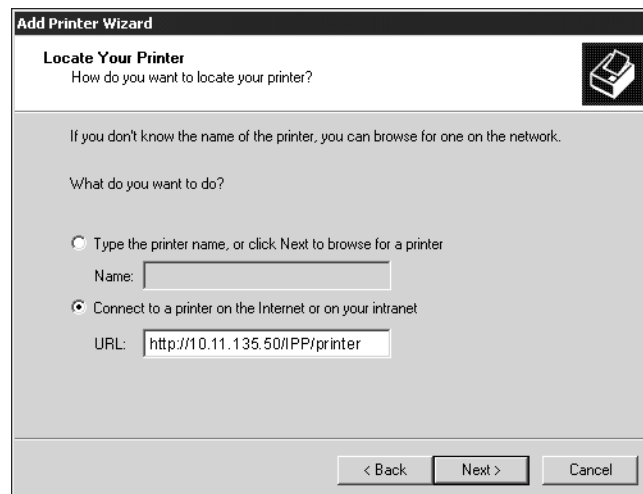 Add Printer Wizard
Locate Your Printer
How do you want to locate your printer?
If you don't know the name of the printer, you can browse for one on the network.
What do you want to do?
Type the printer name, or click Next to browse for a printer
Name:
Connect to a printer on the Internet or on your intranet
URL: http://10.11.135.50/IPP/printer
< Back Next > Cancel